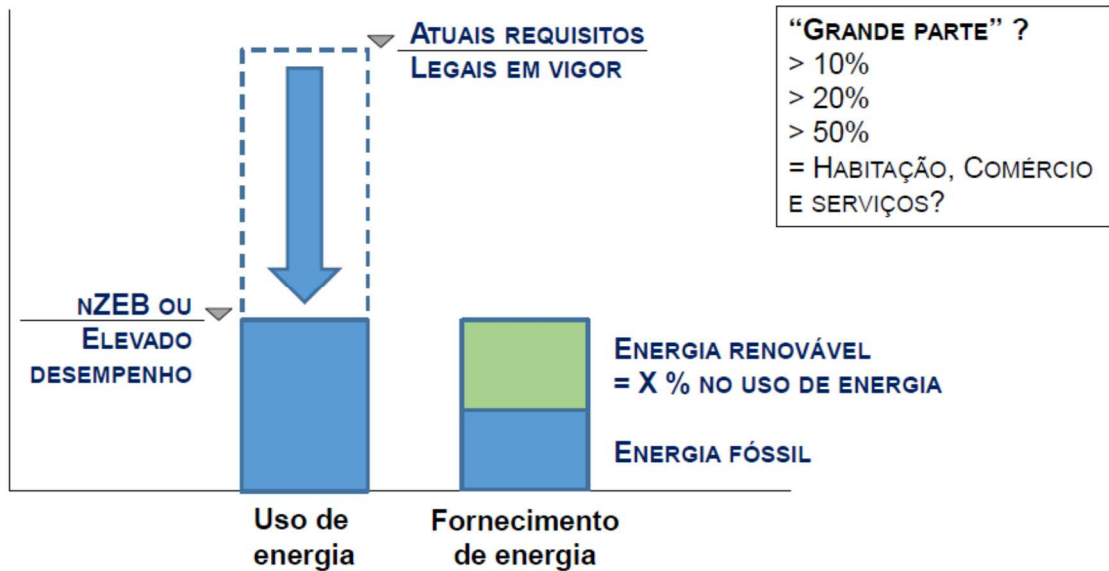 ATUAIS REQUISITOS
LEGAIS EM VIGOR
“GRANDE PARTE” ?
> 10%
> 20%
> 50%
= HABITAÇÃO, COMÉRCIO
E SERVIÇOS?
NZEB OU
ELEVADO
DESEMPENHO
ENERGIA RENOVÁVEL
= X % NO USO DE ENERGIA
ENERGIA FÓSSIL
Uso de
energia
Fornecimento
de energia